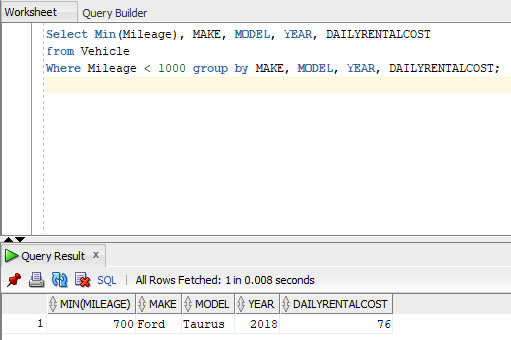 Worksheet Query Builder
Select Min(Mileage), MAKE, MODEL, YEAR, DAILYRENTALCOST
from Vehicle
Where Mileage < 1000 group by MAKE, MODEL, YEAR, DAILYRENTALCOST;
Query Result x
SQL | All Rows Fetched: 1 in 0.008 seconds
MIN(MILEAGE) MAKE MODEL YEAR DAILYRENTALCOST
1 700 Ford Taurus 2018 76